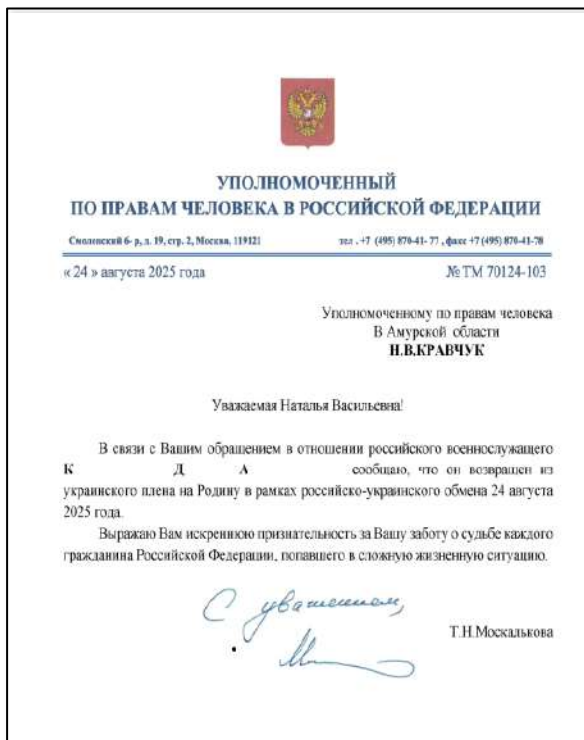 УПОЛНОМОЧЕННЫЙ
ПО ПРАВАМ ЧЕЛОВЕКА В РОССИЙСКОЙ ФЕДЕРАЦИИ
Смоленский б- р, д. 19, стр. 2, Москва, 119121 тел . +7 (495) 870-41- 77 , факс +7 (495) 870-41-78
« 24 » августа 2025 года № ТМ 70124-103
Уполномоченному по правам человека
В Амурской области
Н.В.КРАВЧУК
Уважаемая Наталья Васильевна!
В связи с Вашим обращением в отношении российского военнослужащего
К Д А сообщаю, что он возвращен из
украинского плена на Родину в рамках российско-украинского обмена 24 августа
2025 года.
Выражаю Вам искреннюю признательность за Вашу заботу о судьбе каждого
гражданина Российской Федерации, попавшего в сложную жизненную ситуацию.
С уважением,
Т.Н.Москалькова